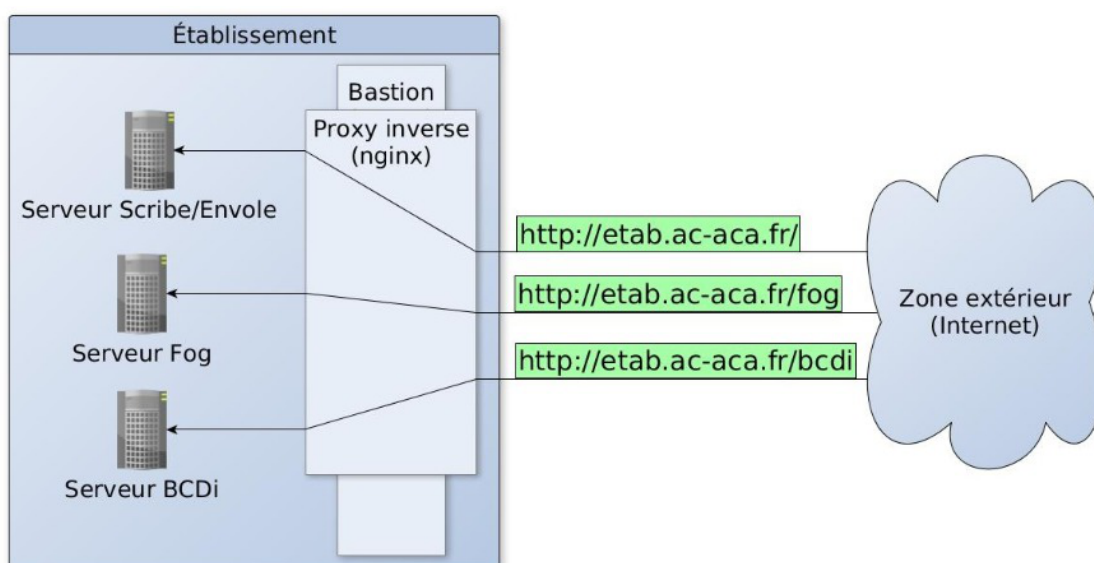 Établissement
Bastion
Proxy inverse
(nginx)
Serveur Scribe/Envole
Serveur Fog
Serveur BCDi
http://etab.ac-aca.fr/
http://etab.ac-aca.fr/fog
http://etab.ac-aca.fr/bcdi
Zone extérieur
(Internet)